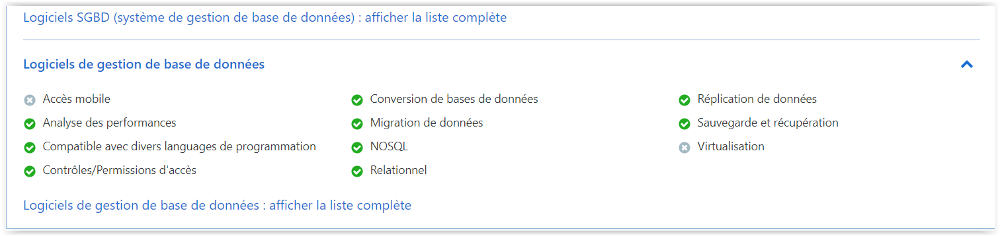 Logiciels SGBD (système de gestion de base de données) : afficher la liste complète
Logiciels de gestion de base de données
Accès mobile
Analyse des performances
Compatible avec divers languages de programmation
Contrôles/Permissions d'accès
Conversion de bases de données
Migration de données
NOSQL
Relationnel
Réplication de données
Sauvegarde et récupération
Virtualisation
Logiciels de gestion de base de données : afficher la liste complète